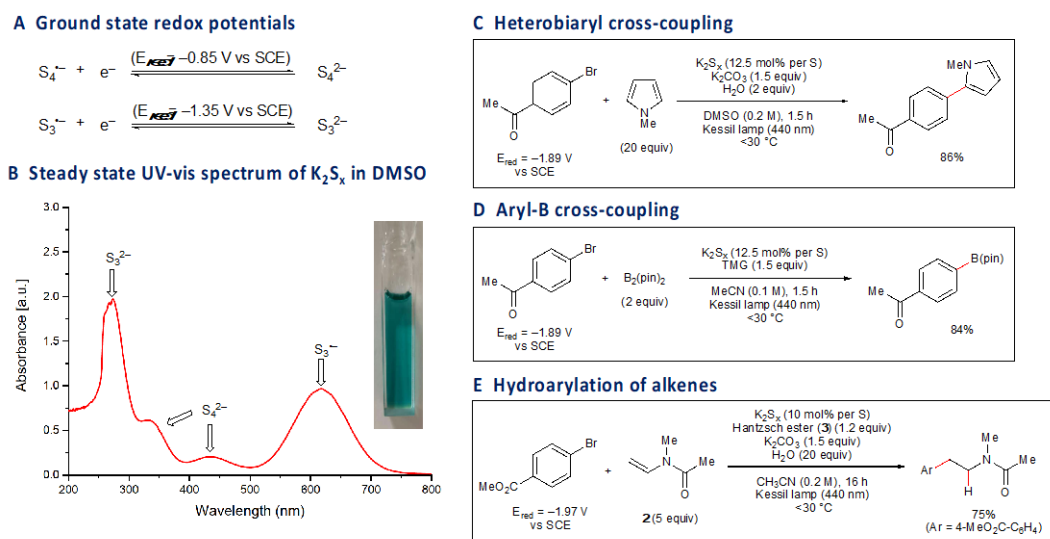 A Ground state redox potentials
S₄•⁻ + e⁻ (E –0.85 V vs SCE) S₄²⁻
S₃•⁻ + e⁻ (E –1.35 V vs SCE) S₃²⁻
B Steady state UV-vis spectrum of K₂Sₓ in DMSO
Absorbance [a.u.]
3.0
2.5
2.0
1.5
1.0
0.5
0.0
S₃²⁻
S₄²⁻
S₃•⁻
200 300 400 500 600 700 800
Wavelength (nm)
C Heterobiaryl cross-coupling
Br
Me
O
E_red = –1.89 V
vs SCE
+
N
Me
(20 equiv)
K₂Sₓ (12.5 mol% per S)
K₂CO₃ (1.5 equiv)
H₂O (2 equiv)
DMSO (0.2 M), 1.5 h
Kessil lamp (440 nm)
<30 °C
MeN
Me
O
86%
D Aryl-B cross-coupling
Br
Me
O
E_red = –1.89 V
vs SCE
+
B₂(pin)₂
(2 equiv)
K₂Sₓ (12.5 mol% per S)
TMG (1.5 equiv)
MeCN (0.1 M), 1.5 h
Kessil lamp (440 nm)
<30 °C
B(pin)
Me
O
84%
E Hydroarylation of alkenes
Br
MeO₂C
E_red = –1.97 V
vs SCE
+
Me
N
Me
O
2 (5 equiv)
K₂Sₓ (10 mol% per S)
Hantzsch ester (3) (1.2 equiv)
K₂CO₃ (1.5 equiv)
H₂O (20 equiv)
CH₃CN (0.2 M), 16 h
Kessil lamp (440 nm)
<30 °C
Me
Ar
N
Me
H
O
75%
(Ar = 4-MeO₂C-C₆H₄)